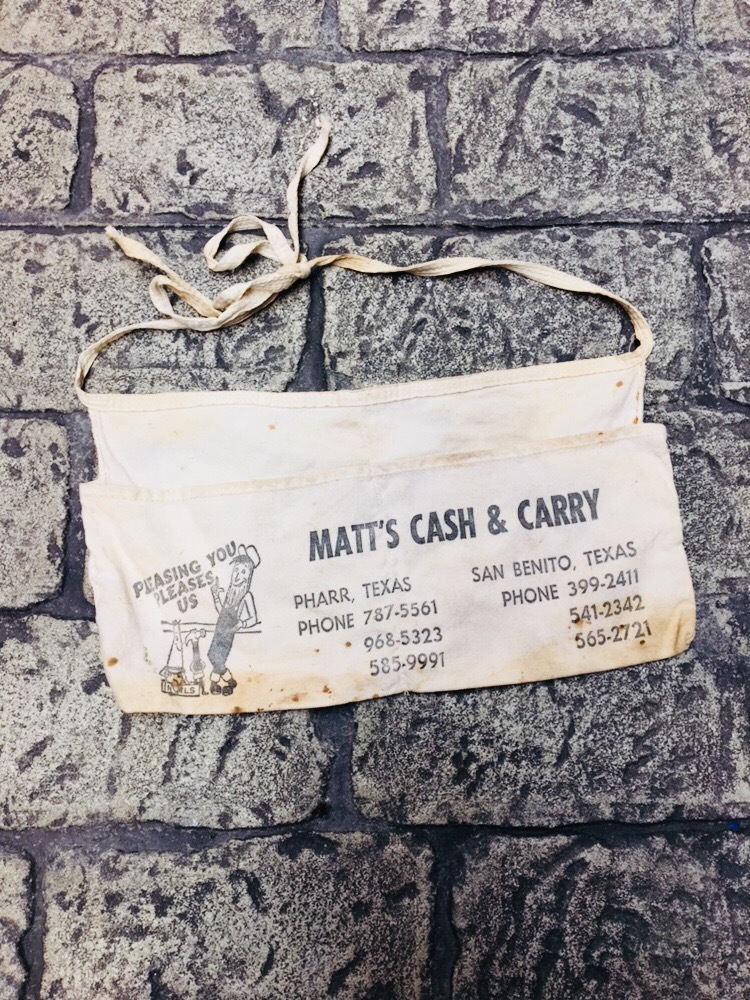 MATT'S CASH & CARRY
PLEASING YOU
PLEASES
US
PHARR, TEXAS
PHONE 787-5561
968-5323
585-9991
SAN BENITO, TEXAS
PHONE 399-2411
541-2342
565-2721